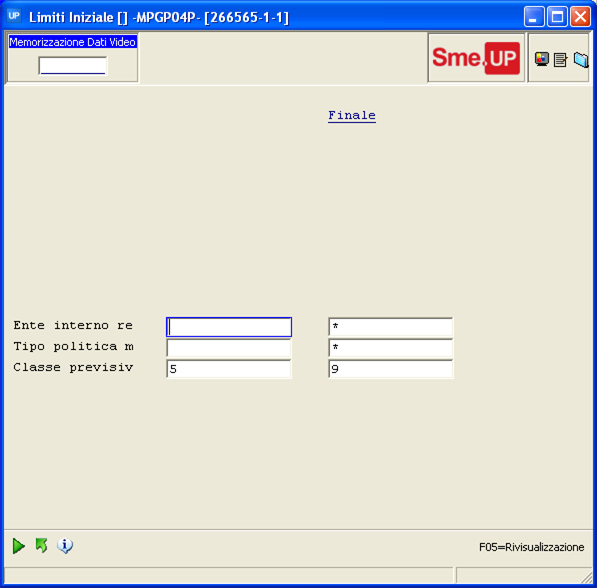 UP Limiti Iniziale [] -MPGP04P- [266565-1-1]
Memorizzazione Dati Video
Sme.UP
Finale
Ente interno re *
Tipo politica m *
Classe previsiv 5 9
F05=Rivisualizzazione